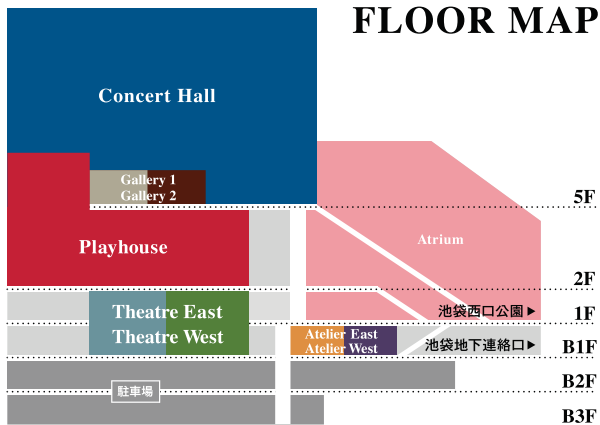 FLOOR MAP
Concert Hall
Gallery 1
Gallery 2
5F
Playhouse
Atrium
2F
Theatre East
Theatre West
池袋西口公園▶
1F
Atelier East
Atelier West
池袋地下連絡口▶
B1F
B2F
駐車場
B3F